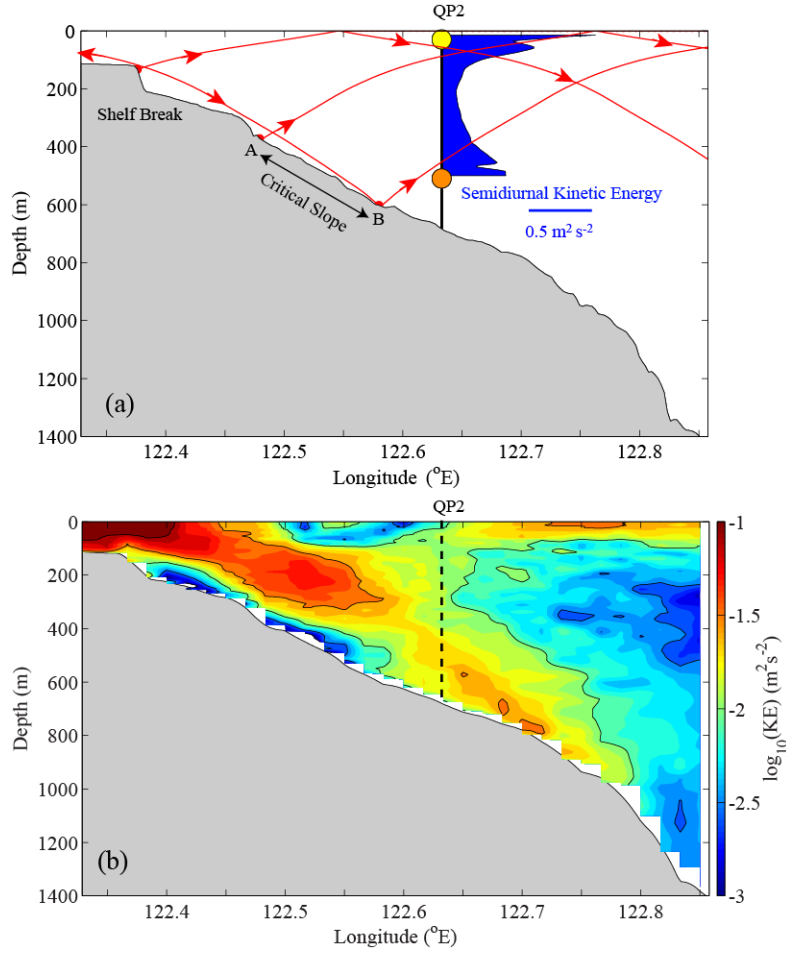 QP2
0
200
400
600
800
1000
1200
1400
Depth (m)
Shelf Break
A
Critical Slope
B
Semidiurnal Kinetic Energy
0.5 m² s⁻²
(a)
122.4 122.5 122.6 122.7 122.8
Longitude (°E)
QP2
0
200
400
600
800
1000
1200
1400
Depth (m)
(b)
122.4 122.5 122.6 122.7 122.8
Longitude (°E)
-1
-1.5
-2
-2.5
-3
log₁₀(KE) (m²s⁻²)